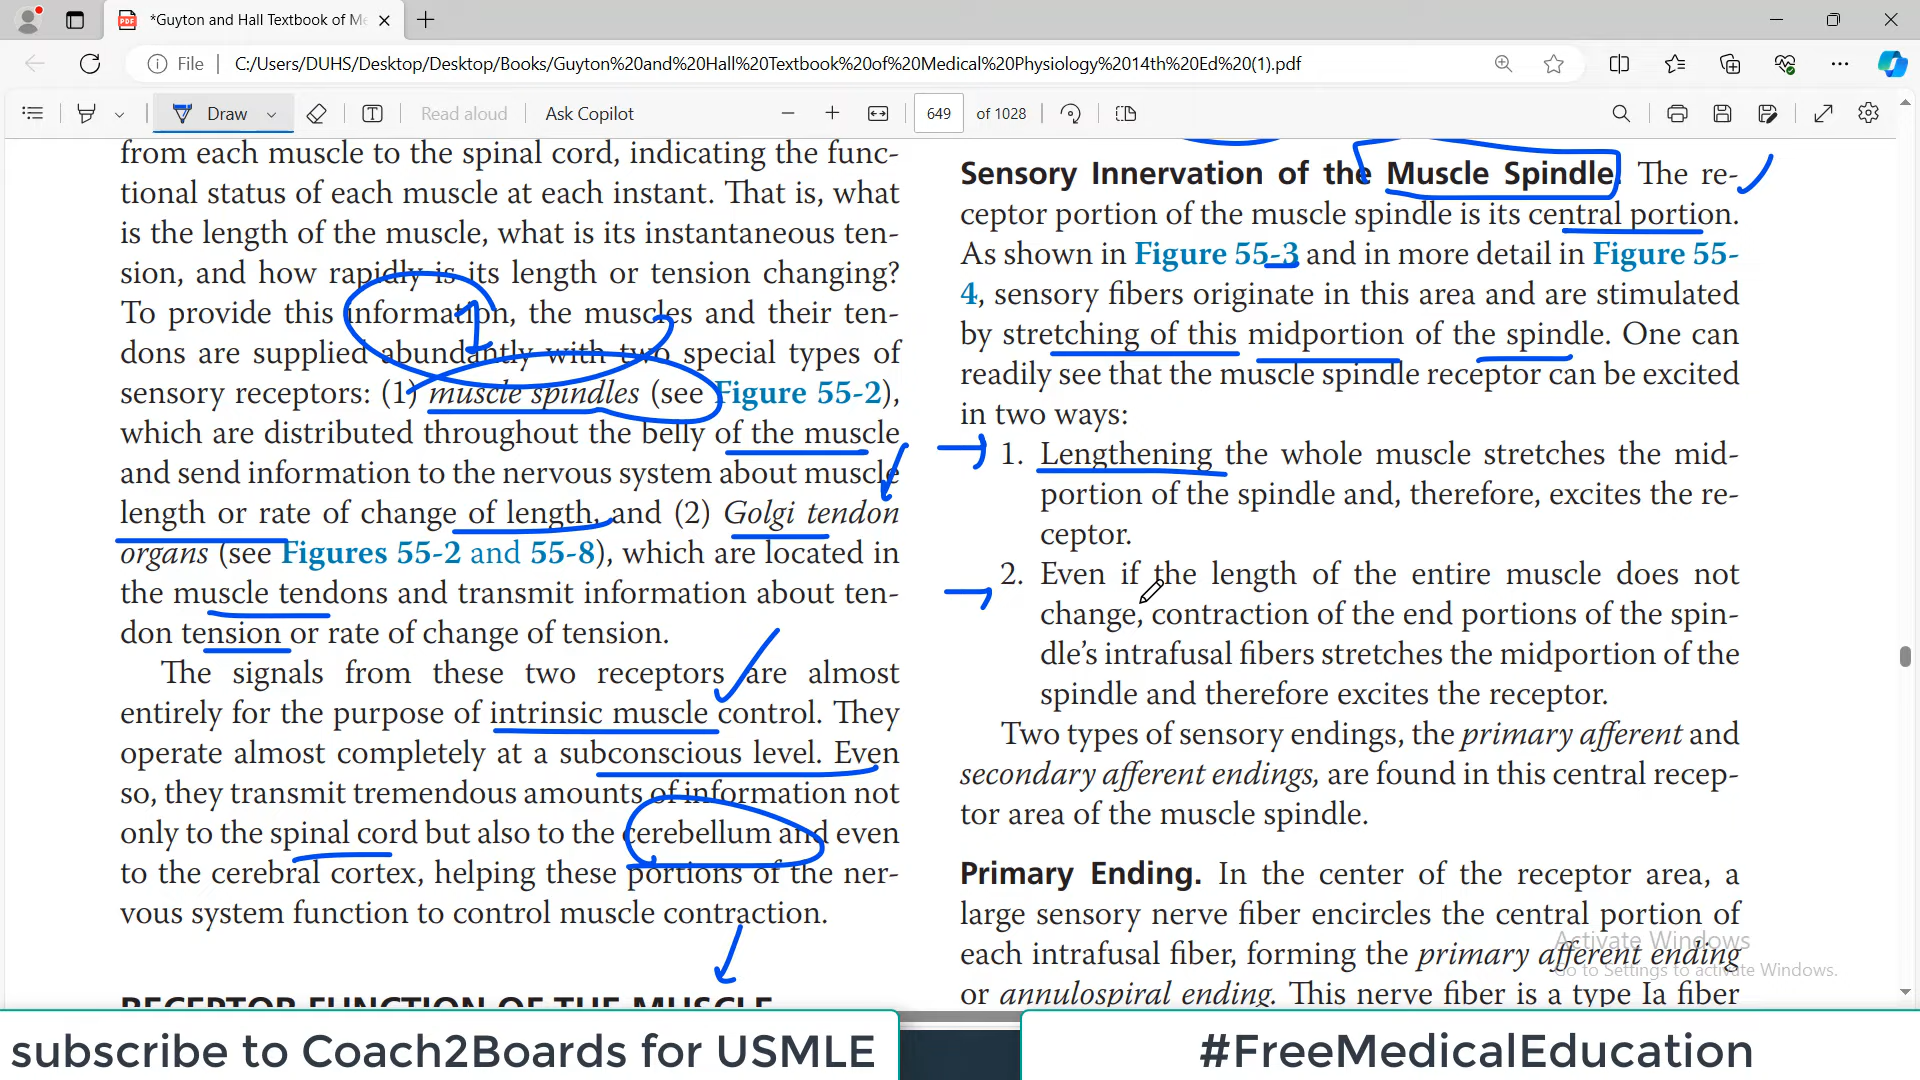 *Guyton and Hall Textbook of Me
File
C:/Users/DUHS/Desktop/Desktop/Books/Guyton%20and%20Hall%20Textbook%20of%20Medical%20Physiology%2014th%20Ed%20(1).pdf
Draw
Read aloud
Ask Copilot
649
of 1028
from each muscle to the spinal cord, indicating the func-
tional status of each muscle at each instant. That is, what
is the length of the muscle, what is its instantaneous ten-
sion, and how rapidly is its length or tension changing?
To provide this information, the muscles and their ten-
dons are supplied abundantly with two special types of
sensory receptors: (1) muscle spindles (see Figure 55-2),
which are distributed throughout the belly of the muscle
and send information to the nervous system about muscle
length or rate of change of length, and (2) Golgi tendon
organs (see Figures 55-2 and 55-8), which are located in
the muscle tendons and transmit information about ten-
don tension or rate of change of tension.
The signals from these two receptors are almost
entirely for the purpose of intrinsic muscle control. They
operate almost completely at a subconscious level. Even
so, they transmit tremendous amounts of information not
only to the spinal cord but also to the cerebellum and even
to the cerebral cortex, helping these portions of the ner-
vous system function to control muscle contraction.
RECEPTOR FUNCTION OF THE MUSCLE
Sensory Innervation of the Muscle Spindle. The re-
ceptor portion of the muscle spindle is its central portion.
As shown in Figure 55-3 and in more detail in Figure 55-
4, sensory fibers originate in this area and are stimulated
by stretching of this midportion of the spindle. One can
readily see that the muscle spindle receptor can be excited
in two ways:
1. Lengthening the whole muscle stretches the mid-
portion of the spindle and, therefore, excites the re-
ceptor.
2. Even if the length of the entire muscle does not
change, contraction of the end portions of the spin-
dle's intrafusal fibers stretches the midportion of the
spindle and therefore excites the receptor.
Two types of sensory endings, the primary afferent and
secondary afferent endings, are found in this central recep-
tor area of the muscle spindle.
Primary Ending. In the center of the receptor area, a
large sensory nerve fiber encircles the central portion of
each intrafusal fiber, forming the primary afferent ending
or annulospiral ending. This nerve fiber is a type Ia fiber
Activate Windows
Go to Settings to activate Windows.
subscribe to Coach2Boards for USMLE
#FreeMedicalEducation